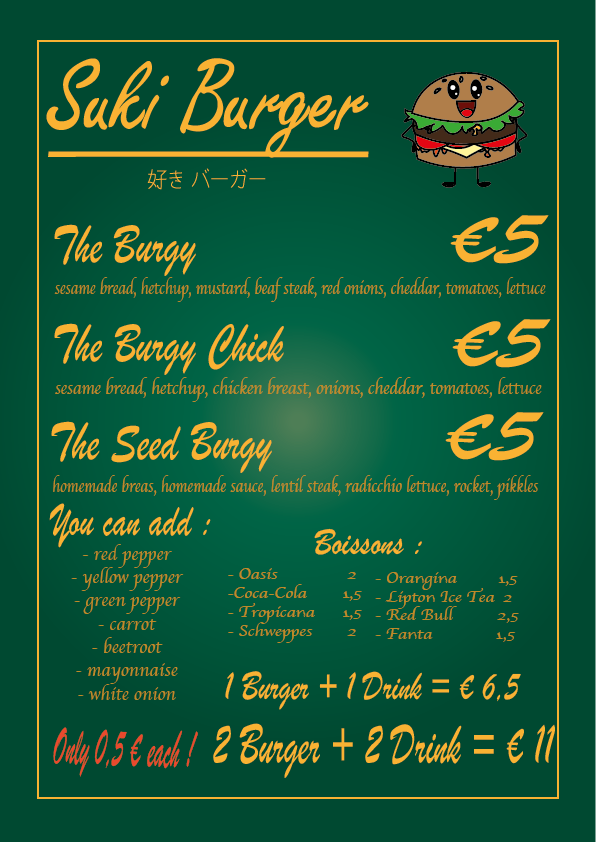 Suki Burger
好き バーガー
The Burgy €5
sesame bread, hetchup, mustard, beaf steak, red onions, cheddar, tomatoes, lettuce
The Burgy Chick €5
sesame bread, hetchup, chicken breast, onions, cheddar, tomatoes, lettuce
The Seed Burgy €5
homemade breas, homemade sauce, lentil steak, radicchio lettuce, rocket, pikkles
You can add :
- red pepper
- yellow pepper
- green pepper
- carrot
- beetroot
- mayonnaise
- white onion
Only 0,5 € each !
Boissons :
- Oasis 2
-Coca-Cola 1,5
- Tropicana 1,5
- Schweppes 2
- Orangina 1,5
- Lipton Ice Tea 2
- Red Bull 2,5
- Fanta 1,5
1 Burger + 1 Drink = € 6,5
2 Burger + 2 Drink = € 11